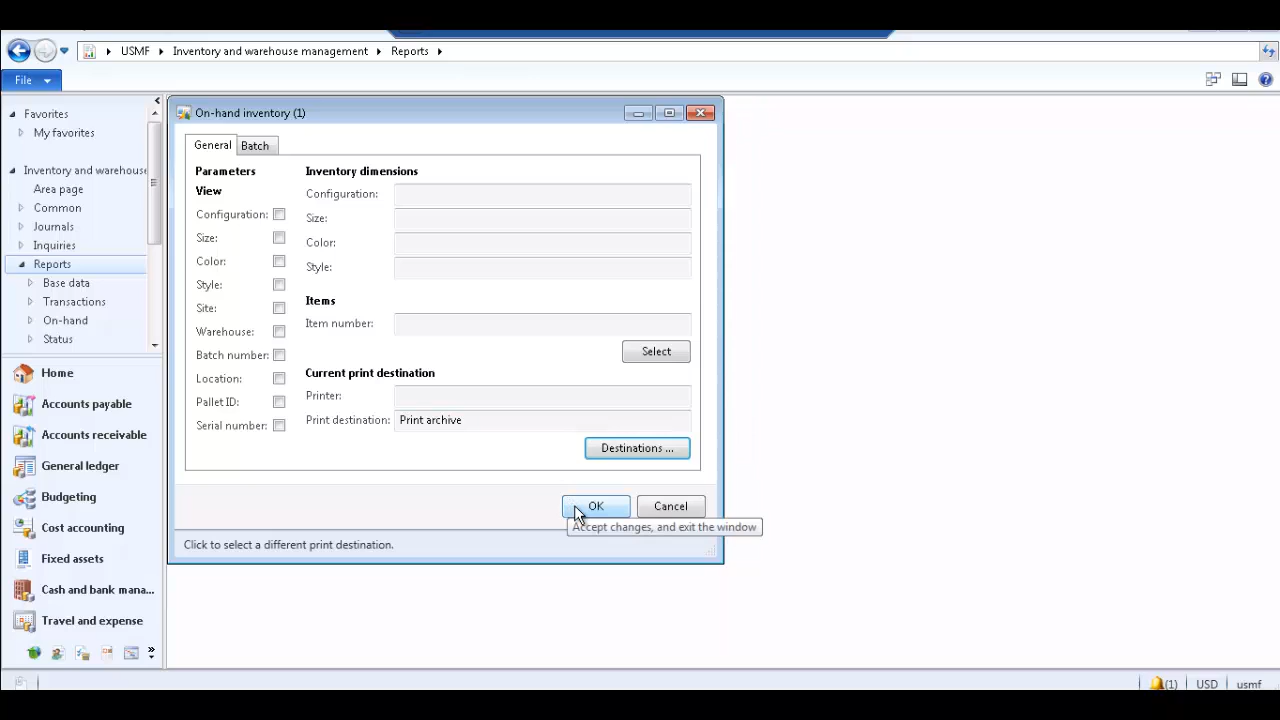 USMF Inventory and warehouse management Reports
File
Favorites
My favorites
Inventory and warehouse
Area page
Common
Journals
Inquiries
Reports
Base data
Transactions
On-hand
Status
Home
Accounts payable
Accounts receivable
General ledger
Budgeting
Cost accounting
Fixed assets
Cash and bank mana...
Travel and expense
On-hand inventory (1)
General Batch
Parameters
View
Configuration:
Size:
Color:
Style:
Site:
Warehouse:
Batch number:
Location:
Pallet ID:
Serial number:
Inventory dimensions
Configuration:
Size:
Color:
Style:
Items
Item number:
Select
Current print destination
Printer:
Print destination: Print archive
Destinations ...
OK Cancel
Accept changes, and exit the window
Click to select a different print destination.
(1) USD usmf